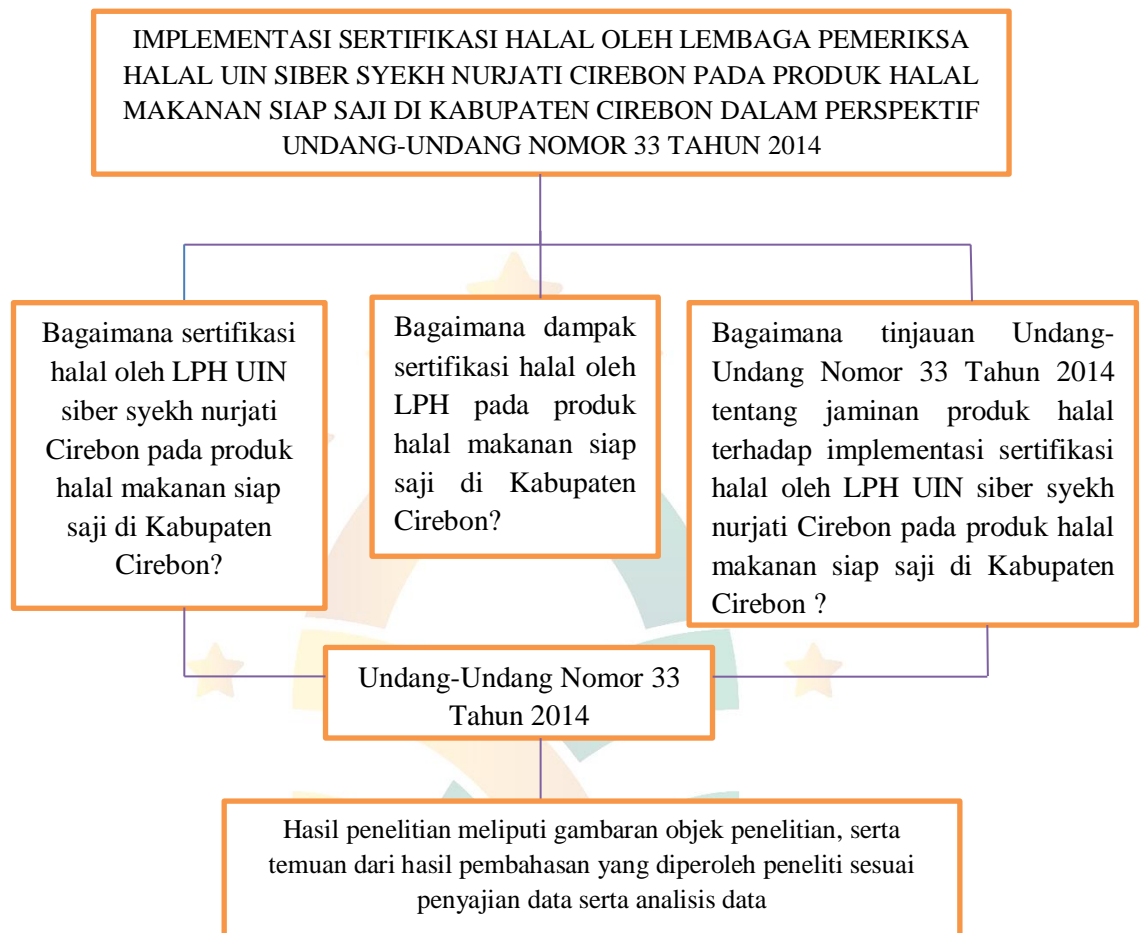 IMPLEMENTASI SERTIFIKASI HALAL OLEH LEMBAGA PEMERIKSA
HALAL UIN SIBER SYEKH NURJATI CIREBON PADA PRODUK HALAL
MAKANAN SIAP SAJI DI KABUPATEN CIREBON DALAM PERSPEKTIF
UNDANG-UNDANG NOMOR 33 TAHUN 2014
Bagaimana sertifikasi
halal oleh LPH UIN
siber syekh nurjati
Cirebon pada produk
halal makanan siap
saji di Kabupaten
Cirebon?
Bagaimana dampak
sertifikasi halal oleh
LPH pada produk
halal makanan siap
saji di Kabupaten
Cirebon?
Bagaimana tinjauan Undang-
Undang Nomor 33 Tahun 2014
tentang jaminan produk halal
terhadap implementasi sertifikasi
halal oleh LPH UIN siber syekh
nurjati Cirebon pada produk halal
makanan siap saji di Kabupaten
Cirebon ?
Undang-Undang Nomor 33
Tahun 2014
Hasil penelitian meliputi gambaran objek penelitian, serta
temuan dari hasil pembahasan yang diperoleh peneliti sesuai
penyajian data serta analisis data